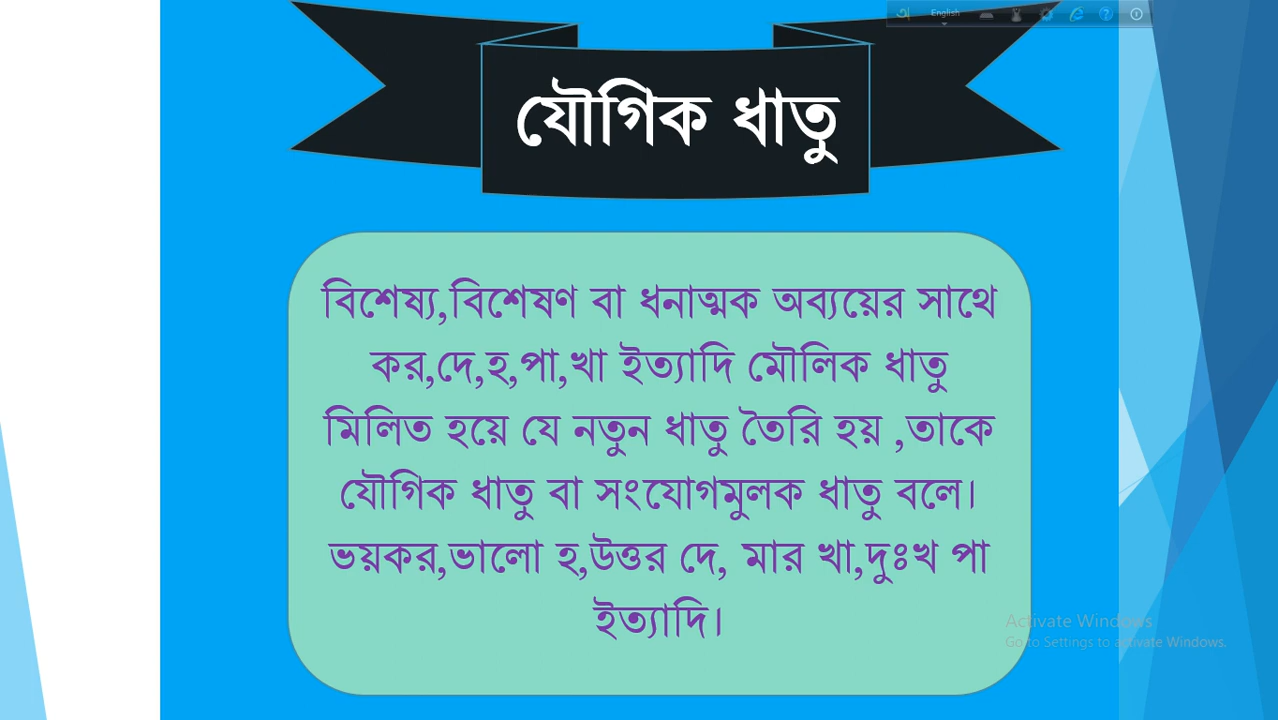 English
যৌগিক ধাতু
বিশেষ্য,বিশেষণ বা ধনাত্মক অব্যয়ের সাথে
কর,দে,হ,পা,খা ইত্যাদি মৌলিক ধাতু
মিলিত হয়ে যে নতুন ধাতু তৈরি হয় ,তাকে
যৌগিক ধাতু বা সংযোগমুলক ধাতু বলে।
ভয়কর,ভালো হ,উত্তর দে, মার খা,দুঃখ পা
ইত্যাদি।
Activate Windows
Go to Settings to activate Windows.